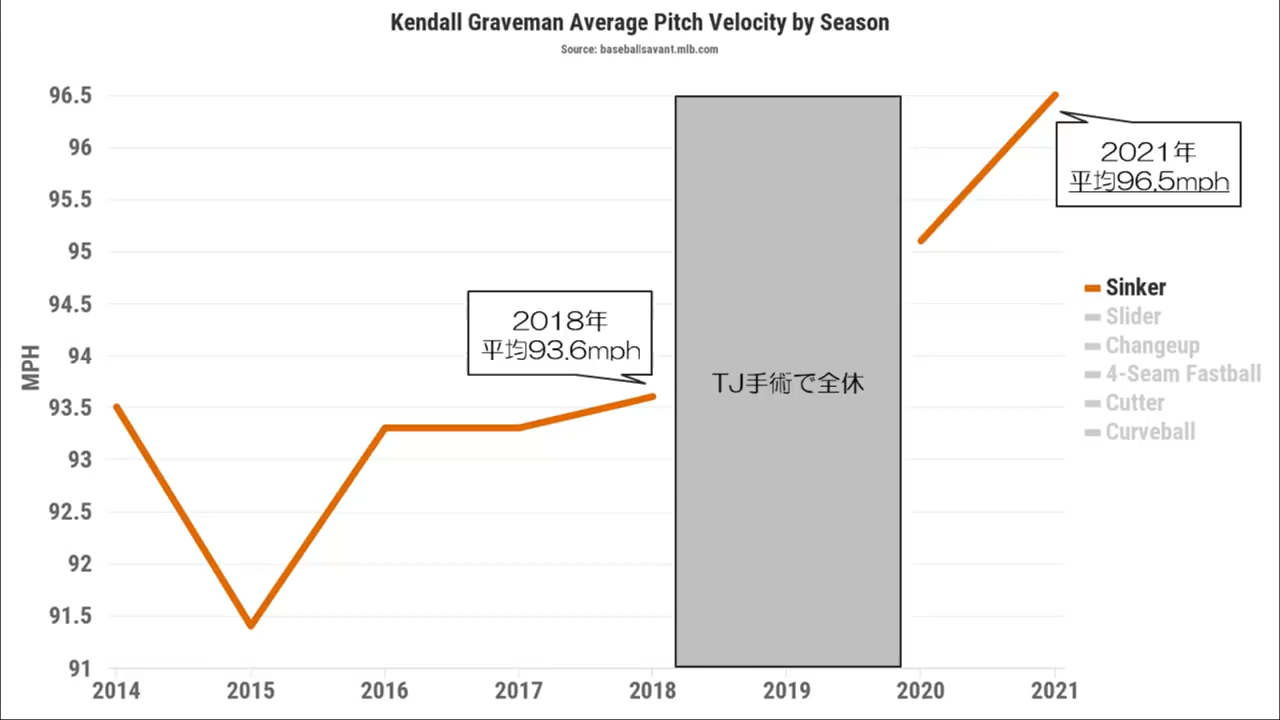 Kendall Graveman Average Pitch Velocity by Season
Source: baseballsavant.mlb.com
96.5
96
95.5
95
94.5
94
93.5
93
92.5
92
91.5
91
MPH
2014
2015
2016
2017
2018
2019
2020
2021
2018年
平均93.6mph
TJ手術で全休
2021年
平均96.5mph
Sinker
Slider
Changeup
4-Seam Fastball
Cutter
Curveball